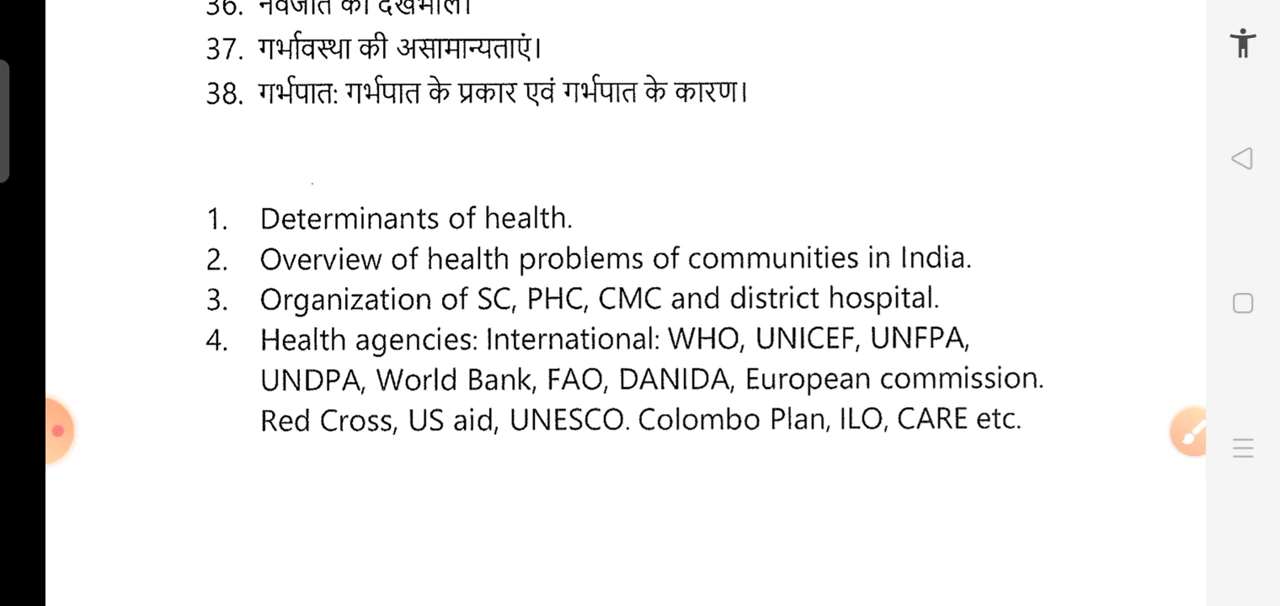 36. नवजात की देखभाल।
37. गर्भावस्था की असामान्यताएं।
38. गर्भपात: गर्भपात के प्रकार एवं गर्भपात के कारण।
1. Determinants of health.
2. Overview of health problems of communities in India.
3. Organization of SC, PHC, CMC and district hospital.
4. Health agencies: International: WHO, UNICEF, UNFPA,
UNDPA, World Bank, FAO, DANIDA, European commission.
Red Cross, US aid, UNESCO. Colombo Plan, ILO, CARE etc.